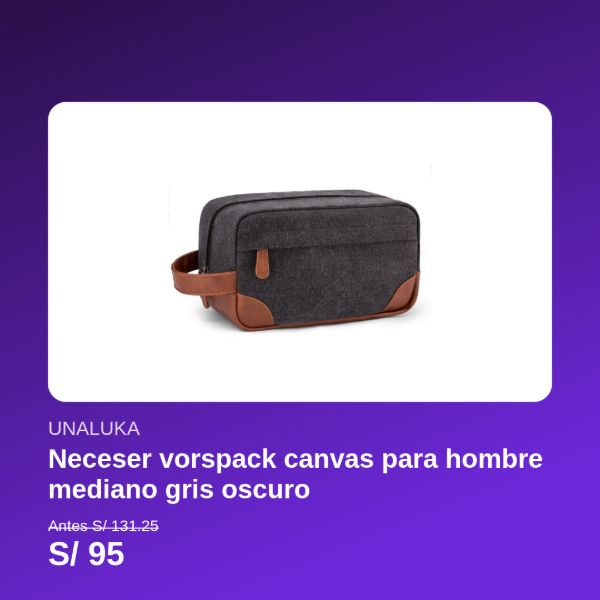 UNALUKA
Neceser vorspack canvas para hombre
mediano gris oscuro
Antes S/ 131.25
S/ 95